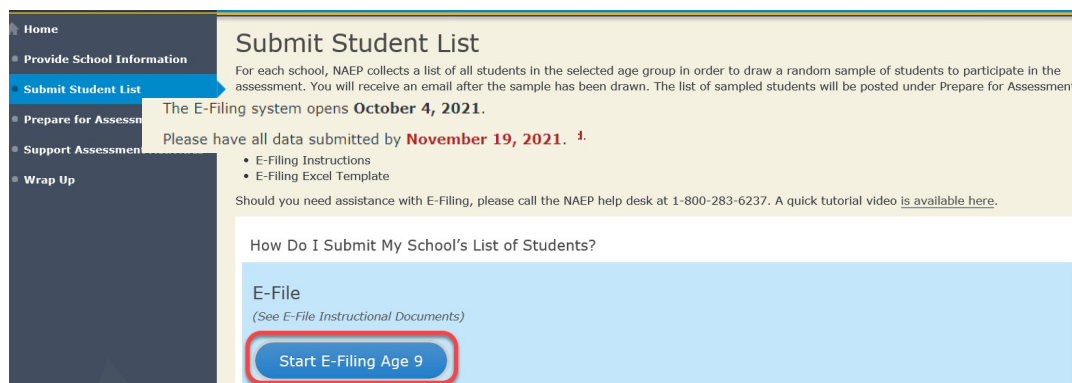 Home
Provide School Information
Submit Student List
Prepare for Assessm
Support Assessment
Wrap Up
Submit Student List
For each school, NAEP collects a list of all students in the selected age group in order to draw a random sample of students to participate in the
assessment. You will receive an email after the sample has been drawn. The list of sampled students will be posted under Prepare for Assessment
The E-Filing system opens October 4, 2021.
Please have all data submitted by November 19, 2021.
• E-Filing Instructions
• E-Filing Excel Template
Should you need assistance with E-Filing, please call the NAEP help desk at 1-800-283-6237. A quick tutorial video is available here.
How Do I Submit My School's List of Students?
E-File
(See E-File Instructional Documents)
Start E-Filing Age 9